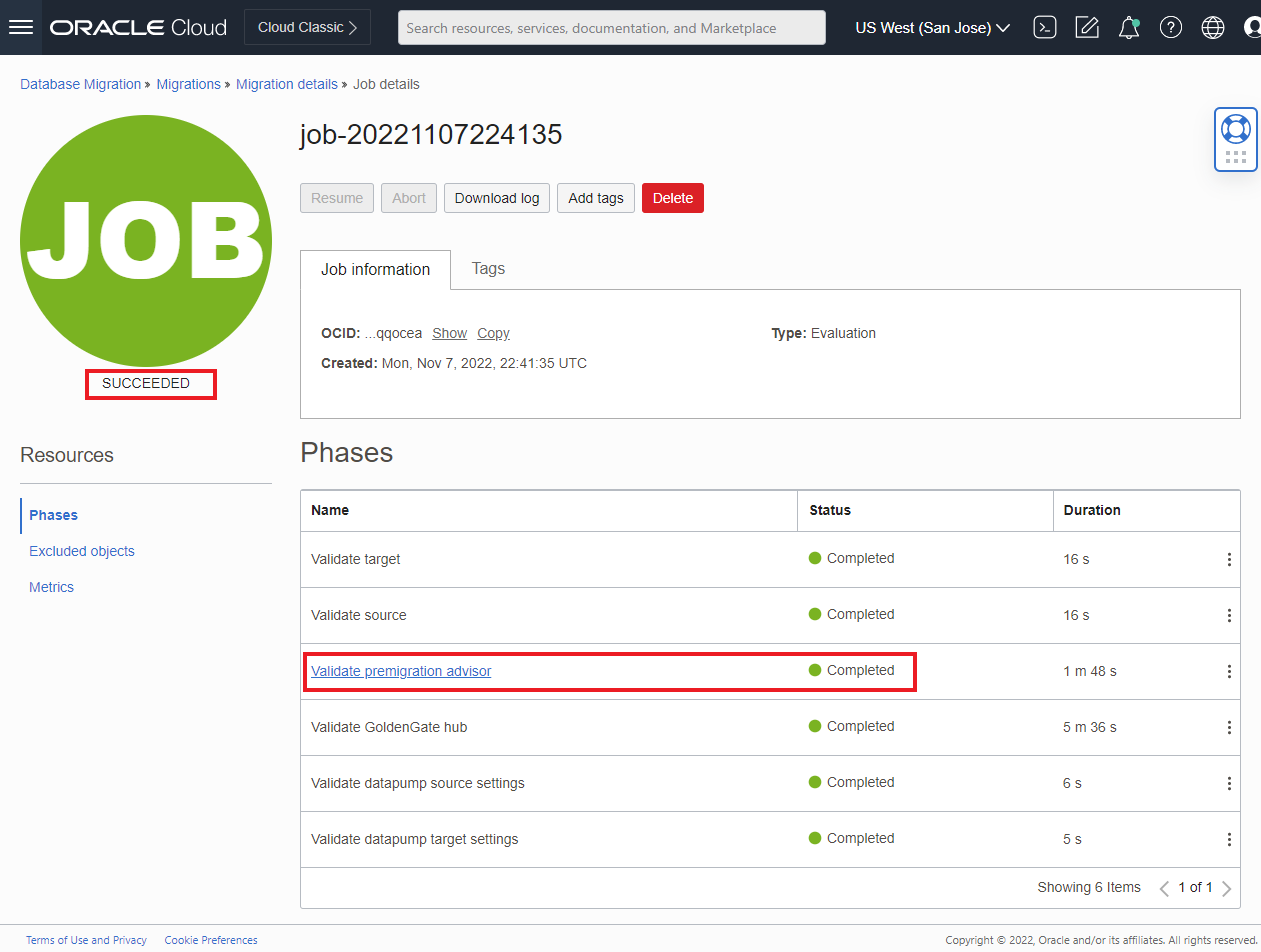 ORACLE Cloud
Cloud Classic
Search resources, services, documentation, and Marketplace
US West (San Jose)
Database Migration » Migrations » Migration details » Job details
JOB
SUCCEEDED
job-20221107224135
Resume Abort Download log Add tags Delete
Job information Tags
OCID: ...qqocea Show Copy
Type: Evaluation
Created: Mon, Nov 7, 2022, 22:41:35 UTC
Resources
Phases
Excluded objects
Metrics
Phases
Name Status Duration
Validate target Completed 16 s
Validate source Completed 16 s
Validate premigration advisor Completed 1 m 48 s
Validate GoldenGate hub Completed 5 m 36 s
Validate datapump source settings Completed 6 s
Validate datapump target settings Completed 5 s
Showing 6 Items 1 of 1
Terms of Use and Privacy Cookie Preferences
Copyright © 2022, Oracle and/or its affiliates. All rights reserved.